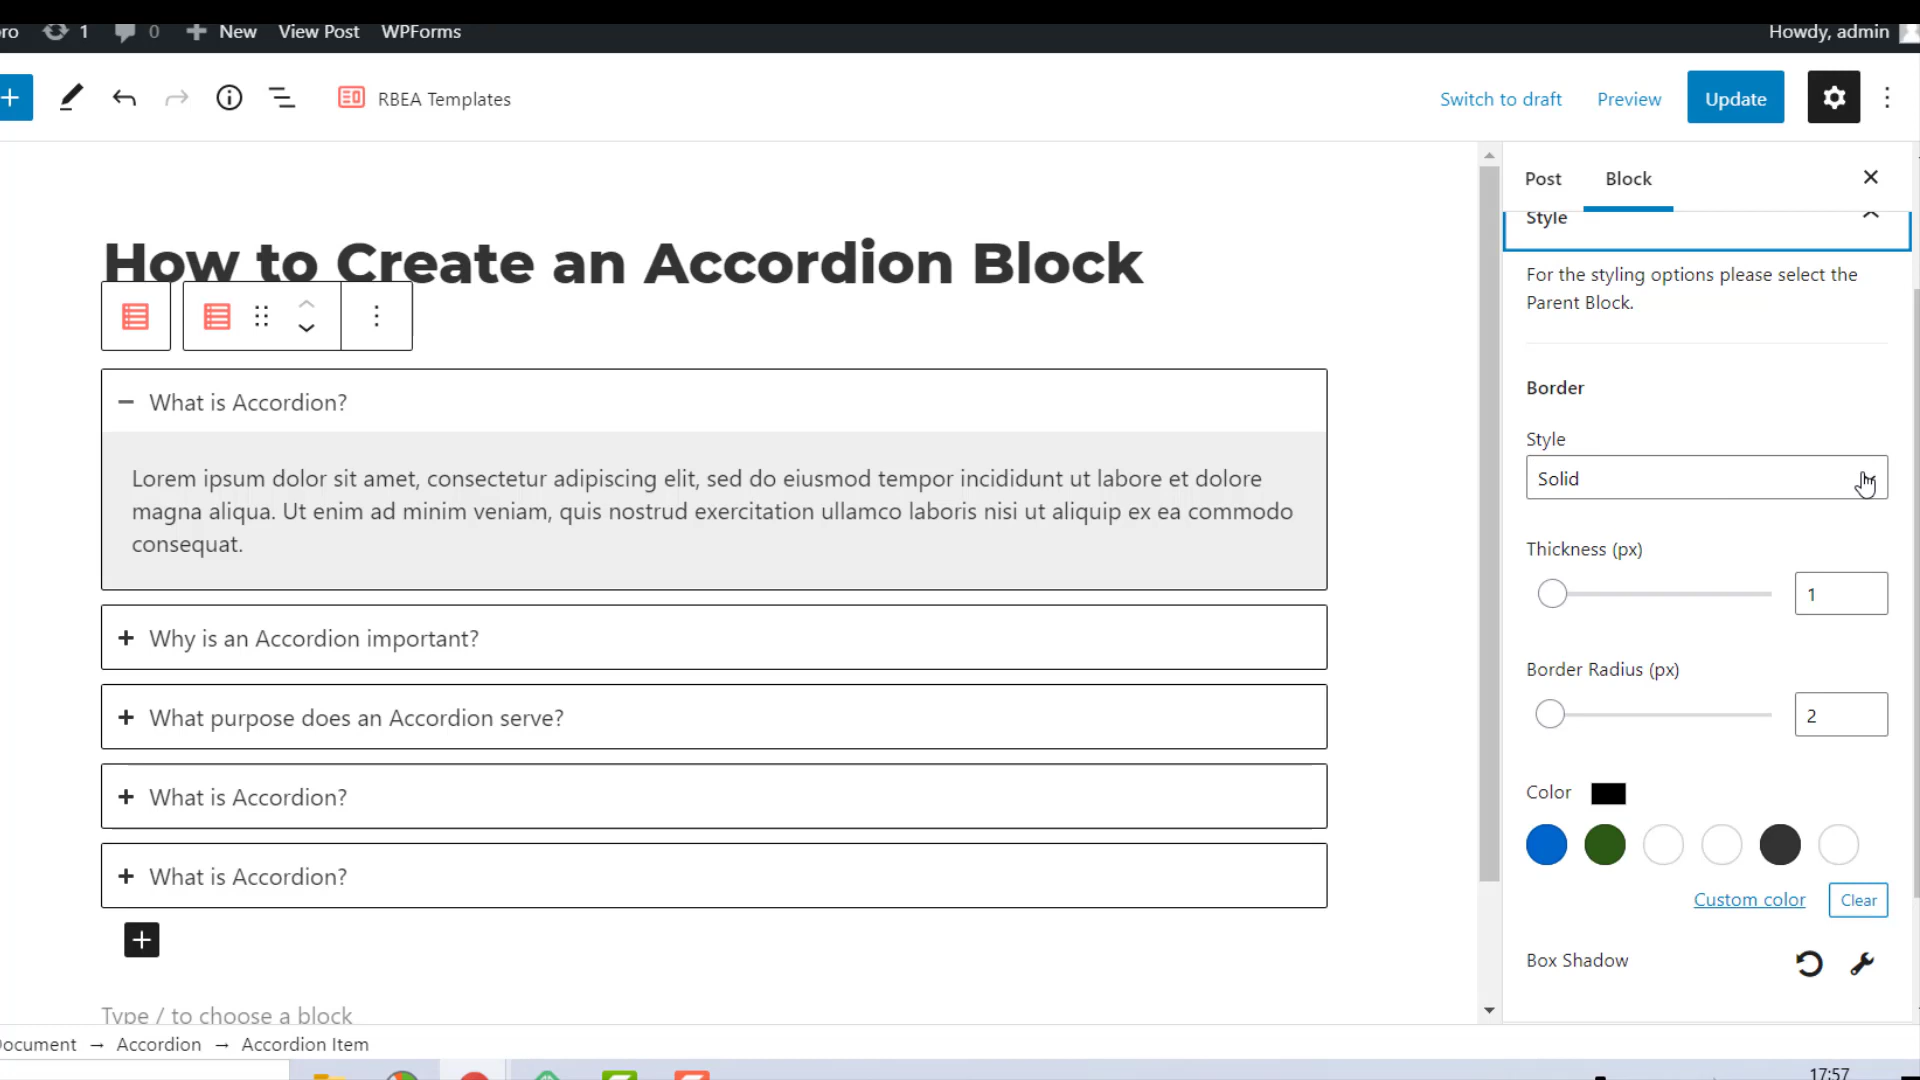 ro 1 0 New View Post WPForms Howdy, admin
RBEA Templates Switch to draft Preview Update
Post Block
Style
For the styling options please select the
Parent Block.
How to Create an Accordion Block
What is Accordion?
Lorem ipsum dolor sit amet, consectetur adipiscing elit, sed do eiusmod tempor incididunt ut labore et dolore
magna aliqua. Ut enim ad minim veniam, quis nostrud exercitation ullamco laboris nisi ut aliquip ex ea commodo
consequat.
Why is an Accordion important?
What purpose does an Accordion serve?
What is Accordion?
What is Accordion?
Type / to choose a block
Border
Style
Solid
Thickness (px)
1
Border Radius (px)
2
Color
Custom color Clear
Box Shadow
ocument → Accordion → Accordion Item
17:57